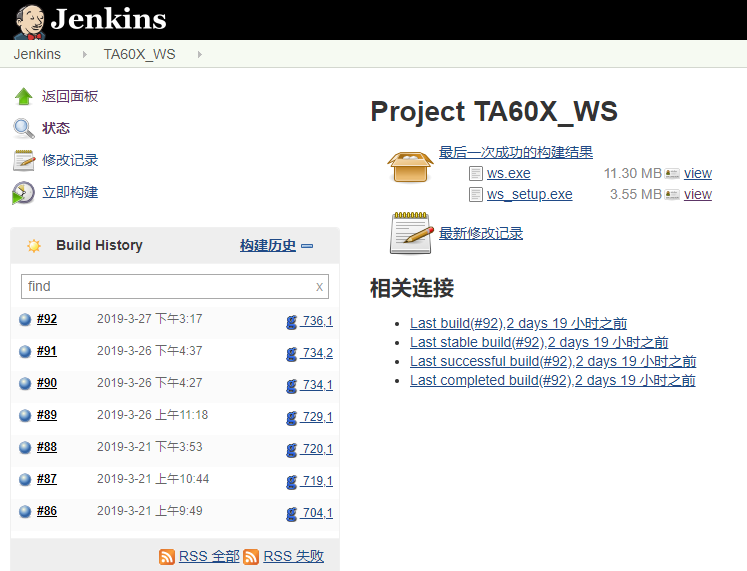 Jenkins
Jenkins TA60X_WS
返回面板
状态
修改记录
立即构建
Build History 构建历史
find x
#92 2019-3-27 下午3:17 736,1
#91 2019-3-26 下午4:37 734,2
#90 2019-3-26 下午4:27 734,1
#89 2019-3-26 上午11:18 729,1
#88 2019-3-21 下午3:53 720,1
#87 2019-3-21 上午10:44 719,1
#86 2019-3-21 上午9:49 704,1
RSS 全部 RSS 失败
Project TA60X_WS
最后一次成功的构建结果
ws.exe 11.30 MB view
ws_setup.exe 3.55 MB view
最新修改记录
相关连接
Last build(#92),2 days 19 小时之前
Last stable build(#92),2 days 19 小时之前
Last successful build(#92),2 days 19 小时之前
Last completed build(#92),2 days 19 小时之前